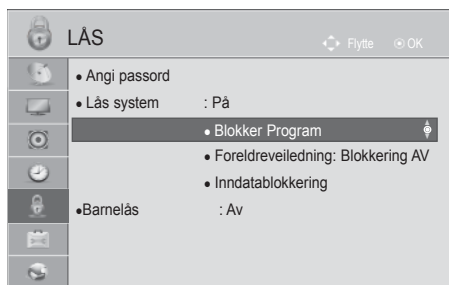 LÅS
Flytte OK
• Angi passord
• Lås system : På
• Blokker Program
• Foreldreveiledning: Blokkering AV
• Inndatablokkering
•Barnelås : Av